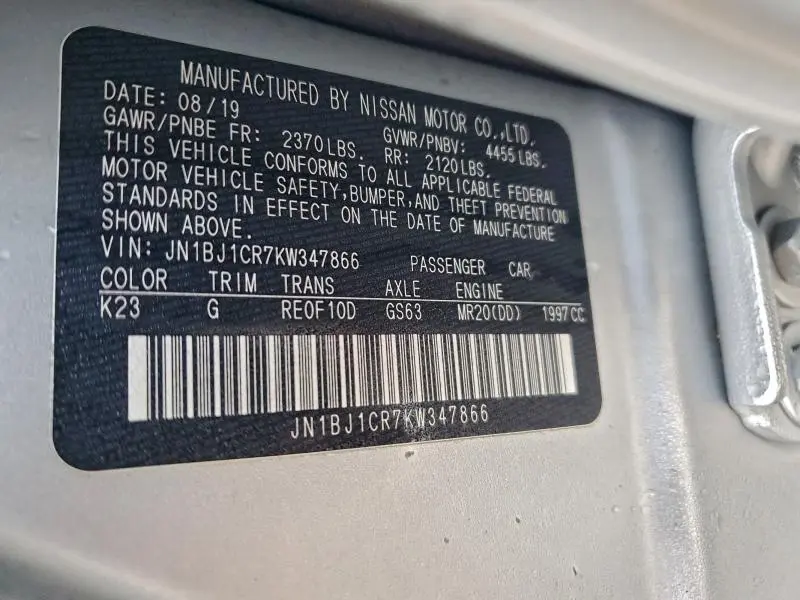 MANUFACTURED BY NISSAN MOTOR CO.,LTD.
DATE: 08/19
GAWR/PNBE FR: 2370LBS. GVWR/PNBV: 4455LBS.
RR: 2120LBS.
THIS VEHICLE CONFORMS TO ALL APPLICABLE FEDERAL
MOTOR VEHICLE SAFETY,BUMPER,AND THEFT PREVENTION
STANDARDS IN EFFECT ON THE DATE OF MANUFACTURE
SHOWN ABOVE.
VIN: JN1BJ1CR7KW347866 PASSENGER CAR
COLOR TRIM TRANS AXLE ENGINE
K23 G RE0F10D GS63 MR20(DD) 1997CC
JN1BJ1CR7KW347866